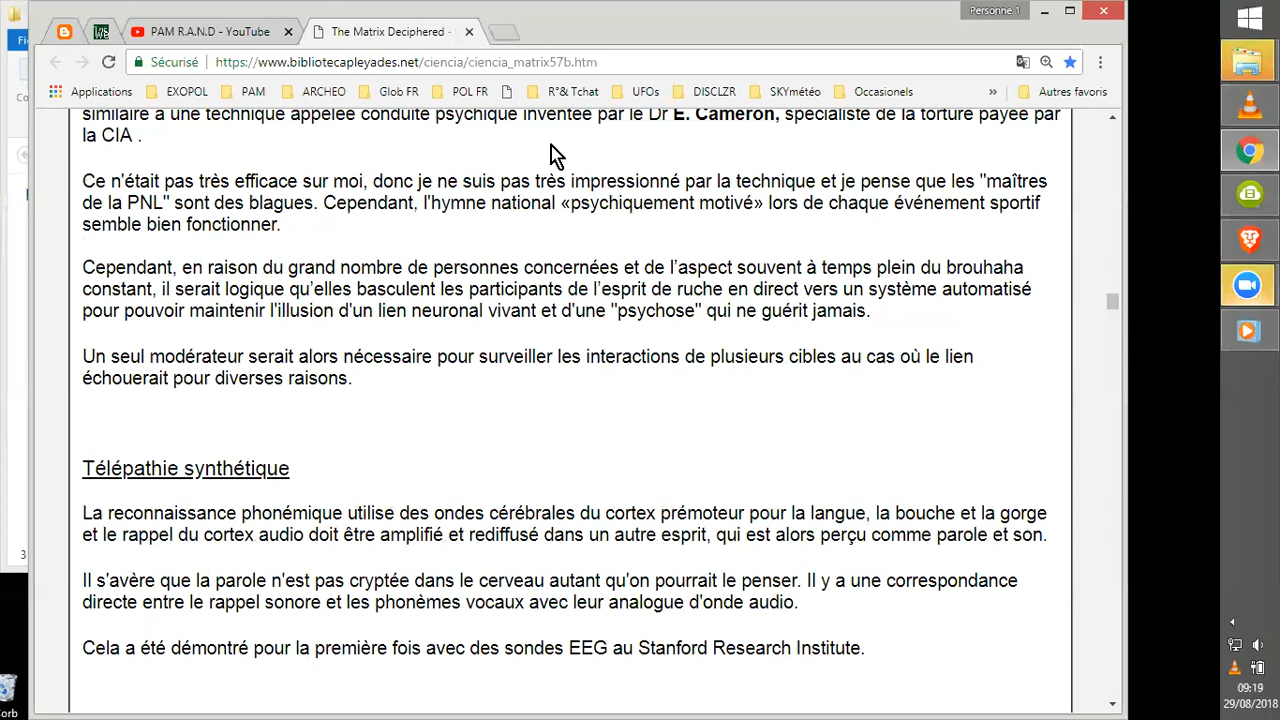 Personne 1
PAM R.A.N.D - YouTube
The Matrix Deciphered -
Sécurisé
https://www.bibliotecapleyades.net/ciencia/ciencia_matrix57b.htm
Applications
EXOPOL
PAM
ARCHEO
Glob FR
POL FR
R°& Tchat
UFOs
DISCLZR
SKYmétéo
Occasionels
»
Autres favoris
similaire à une technique appelée conduite psychique inventée par le Dr E. Cameron, spécialiste de la torture payée par
la CIA .
Ce n'était pas très efficace sur moi, donc je ne suis pas très impressionné par la technique et je pense que les "maîtres
de la PNL" sont des blagues. Cependant, l'hymne national «psychiquement motivé» lors de chaque événement sportif
semble bien fonctionner.
Cependant, en raison du grand nombre de personnes concernées et de l’aspect souvent à temps plein du brouhaha
constant, il serait logique qu’elles basculent les participants de l’esprit de ruche en direct vers un système automatisé
pour pouvoir maintenir l'illusion d'un lien neuronal vivant et d'une "psychose" qui ne guérit jamais.
Un seul modérateur serait alors nécessaire pour surveiller les interactions de plusieurs cibles au cas où le lien
échouerait pour diverses raisons.
Télépathie synthétique
La reconnaissance phonémique utilise des ondes cérébrales du cortex prémoteur pour la langue, la bouche et la gorge
et le rappel du cortex audio doit être amplifié et rediffusé dans un autre esprit, qui est alors perçu comme parole et son.
Il s'avère que la parole n'est pas cryptée dans le cerveau autant qu'on pourrait le penser. Il y a une correspondance
directe entre le rappel sonore et les phonèmes vocaux avec leur analogue d'onde audio.
Cela a été démontré pour la première fois avec des sondes EEG au Stanford Research Institute.
09:19
29/08/2018